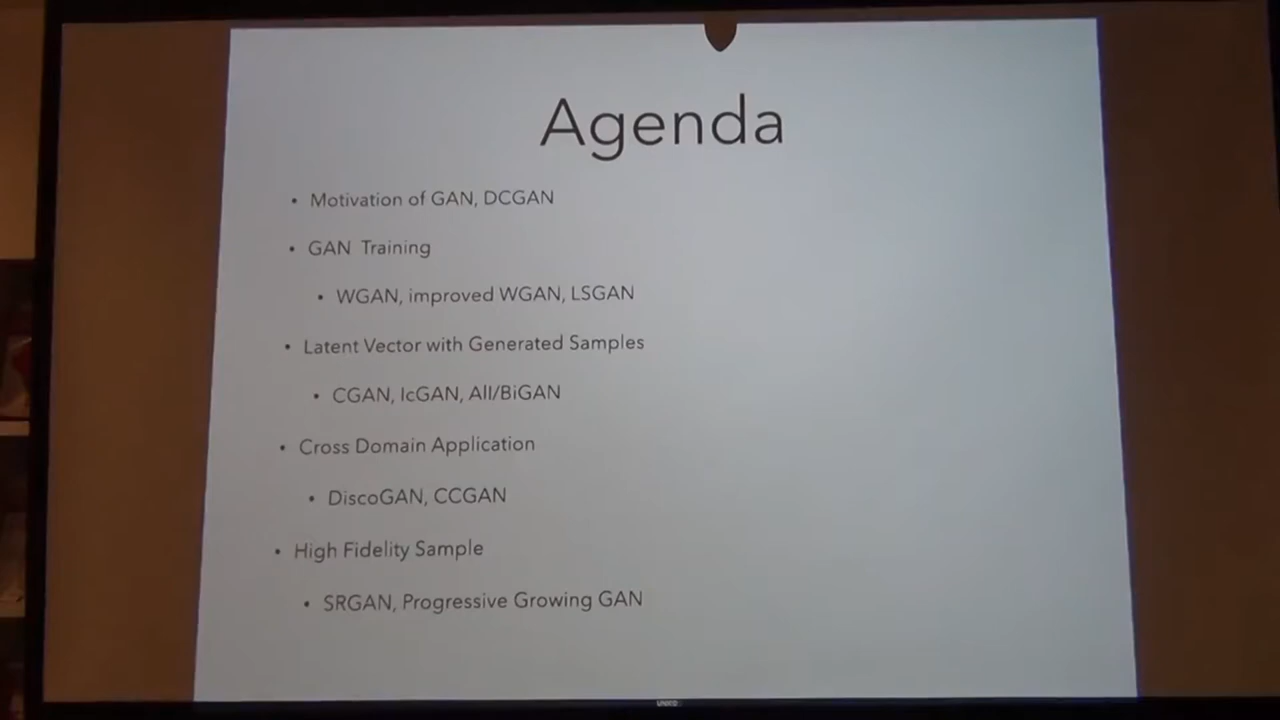 Agenda
• Motivation of GAN, DCGAN
• GAN Training
• WGAN, improved WGAN, LSGAN
• Latent Vector with Generated Samples
• CGAN, IcGAN, AlI/BiGAN
• Cross Domain Application
• DiscoGAN, CCGAN
• High Fidelity Sample
• SRGAN, Progressive Growing GAN